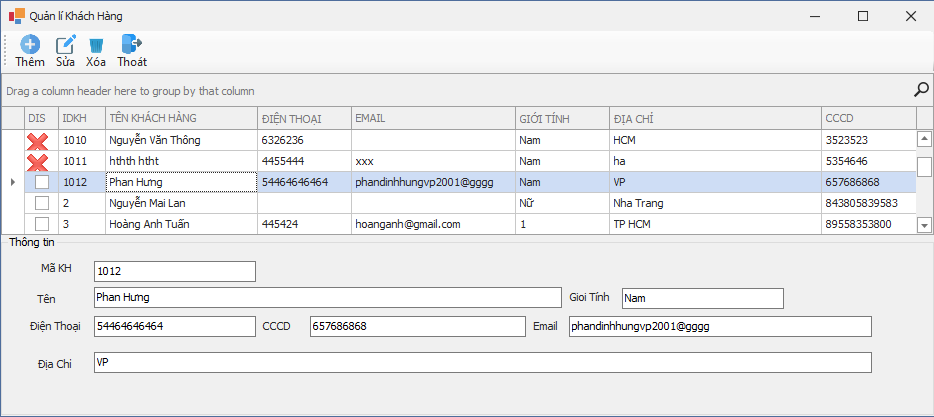 Quản lí Khách Hàng
Thêm Sửa Xóa Thoát
Drag a column header here to group by that column
DIS IDKH TÊN KHÁCH HÀNG ĐIỆN THOẠI EMAIL GIỚI TÍNH ĐỊA CHỈ CCCD
1010 Nguyễn Văn Thông 6326236 Nam HCM 3523523
1011 hthth htht 4455444 xxx Nam ha 5354646
1012 Phan Hưng 54464646464 phandinhhungvp2001@gggg Nam VP 657686868
2 Nguyễn Mai Lan Nữ Nha Trang 843805839583
3 Hoàng Anh Tuấn 445424 hoanganh@gmail.com 1 TP HCM 89558353800
Thông tin
Mã KH 1012
Tên Phan Hưng Gioi Tính Nam
Điện Thoại 54464646464 CCCD 657686868 Email phandinhhungvp2001@gggg
Địa Chỉ VP